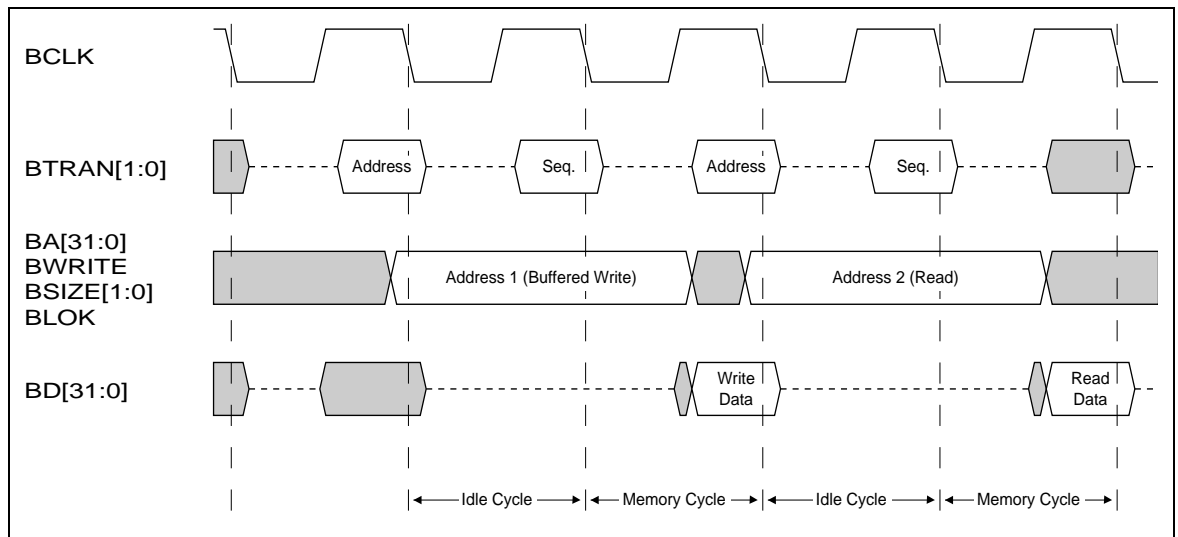 BCLK
BTRAN[1:0]
Address
Seq.
Address
Seq.
BA[31:0]
BWRITE
BSIZE[1:0]
BLOK
Address 1 (Buffered Write)
Address 2 (Read)
BD[31:0]
Write
Data
Read
Data
Idle Cycle
Memory Cycle
Idle Cycle
Memory Cycle